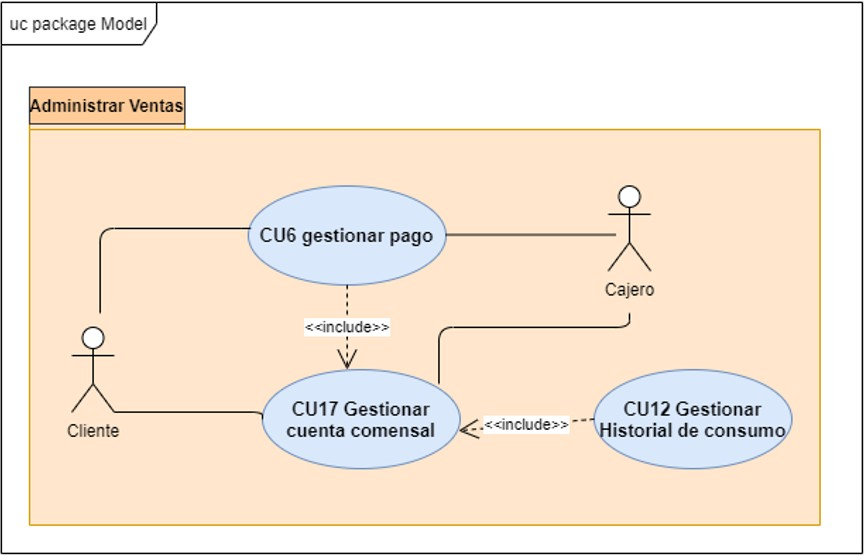 uc package Model
Administrar Ventas
CU6 gestionar pago
Cajero
<<include>>
Cliente
CU17 Gestionar
cuenta comensal
<<include>>
CU12 Gestionar
Historial de consumo